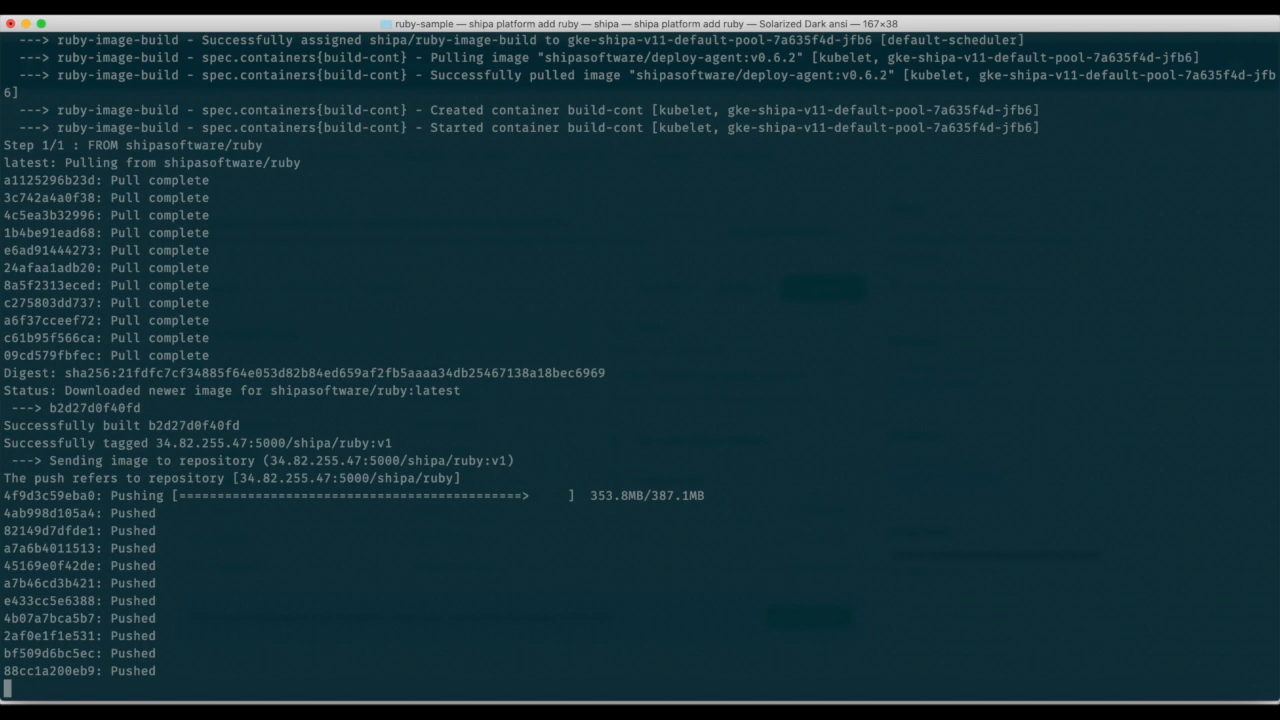 ruby-sample — shipa platform add ruby — shipa — shipa platform add ruby — Solarized Dark ansi — 167×38
---> ruby-image-build - Successfully assigned shipa/ruby-image-build to gke-shipa-v11-default-pool-7a635f4d-jfb6 [default-scheduler]
---> ruby-image-build - spec.containers{build-cont} - Pulling image "shipasoftware/deploy-agent:v0.6.2" [kubelet, gke-shipa-v11-default-pool-7a635f4d-jfb6]
---> ruby-image-build - spec.containers{build-cont} - Successfully pulled image "shipasoftware/deploy-agent:v0.6.2" [kubelet, gke-shipa-v11-default-pool-7a635f4d-jfb
6]
---> ruby-image-build - spec.containers{build-cont} - Created container build-cont [kubelet, gke-shipa-v11-default-pool-7a635f4d-jfb6]
---> ruby-image-build - spec.containers{build-cont} - Started container build-cont [kubelet, gke-shipa-v11-default-pool-7a635f4d-jfb6]
Step 1/1 : FROM shipasoftware/ruby
latest: Pulling from shipasoftware/ruby
a1125296b23d: Pull complete
3c742a4a0f38: Pull complete
4c5ea3b32996: Pull complete
1b4be91ead68: Pull complete
e6ad91444273: Pull complete
24afaa1adb20: Pull complete
8a5f2313eced: Pull complete
c275803dd737: Pull complete
a6f37cceef72: Pull complete
c61b95f566ca: Pull complete
09cd579fbfec: Pull complete
Digest: sha256:21fdfc7cf34885f64e053d82b84ed659af2fb5aaaa34db25467138a18bec6969
Status: Downloaded newer image for shipasoftware/ruby:latest
---> b2d27d0f40fd
Successfully built b2d27d0f40fd
Successfully tagged 34.82.255.47:5000/shipa/ruby:v1
---> Sending image to repository (34.82.255.47:5000/shipa/ruby:v1)
The push refers to repository [34.82.255.47:5000/shipa/ruby]
4f9d3c59eba0: Pushing [=============================================>      ]  353.8MB/387.1MB
4ab998d105a4: Pushed
82149d7dfde1: Pushed
a7a6b4011513: Pushed
45169e0f42de: Pushed
a7b46cd3b421: Pushed
e433cc5e6388: Pushed
4b07a7bca5b7: Pushed
2af0e1f1e531: Pushed
bf509d6bc5ec: Pushed
88cc1a200eb9: Pushed